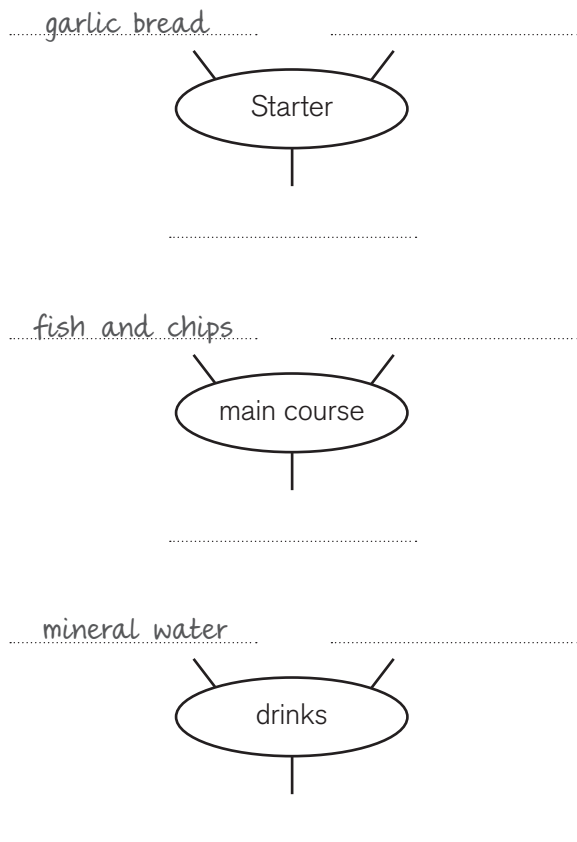 garlic bread
Starter
fish and chips
main course
mineral water
drinks